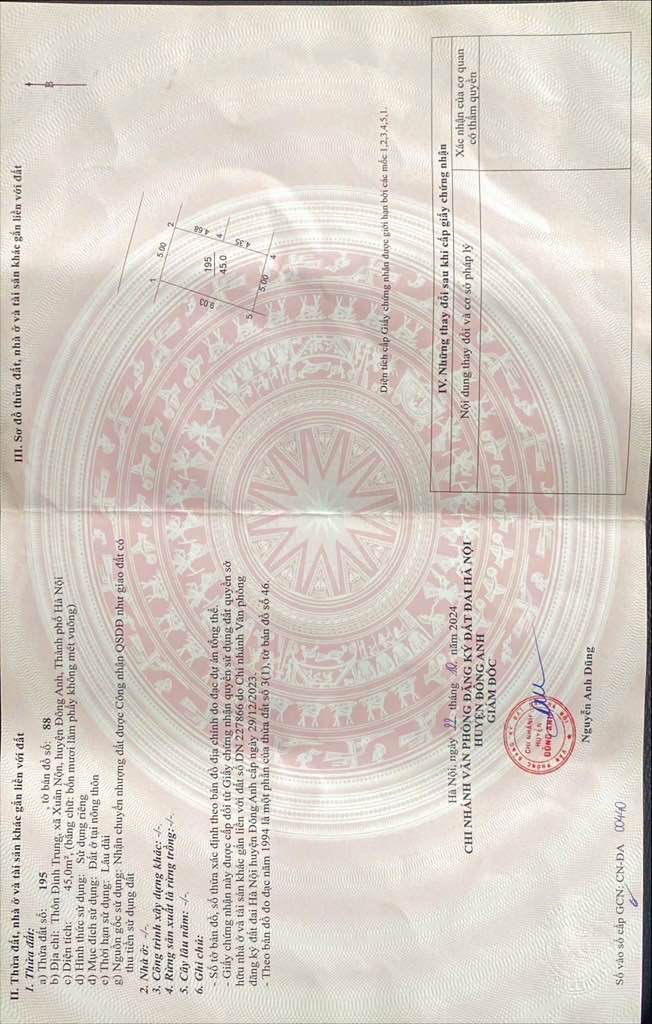 II. Thửa đất, nhà ở và tài sản khác gắn liền với đất
1. Thửa đất:
a) Thửa đất số: 195 , tờ bản đồ số: 88
b) Địa chỉ: Thôn Đình Trung, xã Xuân Nộn, huyện Đông Anh, Thành phố Hà Nội
c) Diện tích: 45,0m², (bằng chữ: bốn mươi lăm phẩy không mét vuông)
d) Hình thức sử dụng: Sử dụng riêng
đ) Mục đích sử dụng: Đất ở tại nông thôn
e) Thời hạn sử dụng: Lâu dài
g) Nguồn gốc sử dụng: Nhận chuyển nhượng đất được Công nhận QSDĐ như giao đất có
thu tiền sử dụng đất
2. Nhà ở: -/-.
3. Công trình xây dựng khác: -/-.
4. Rừng sản xuất là rừng trồng: -/-.
5. Cây lâu năm: -/-.
6. Ghi chú:
- Số tờ bản đồ, số thửa xác định theo bản đồ địa chính đo đạc dự án tổng thể.
- Giấy chứng nhận này được cấp đổi từ Giấy chứng nhận quyền sử dụng đất quyền sở
hữu nhà ở và tài sản khác gắn liền với đất số DN 227866 do Chi nhánh Văn phòng
đăng ký đất đai Hà Nội huyện Đông Anh cấp ngày 29/12/2023.
- Theo bản đồ đo đạc năm 1994 là một phần của thửa đất số 3(1), tờ bản đồ số 46.
Hà Nội, ngày 22 tháng 10 năm 2024
CHI NHÁNH VĂN PHÒNG ĐĂNG KÝ ĐẤT ĐAI HÀ NỘI
HUYỆN ĐÔNG ANH
GIÁM ĐỐC
CHI NHÁNH
HUYỆN
ĐÔNG ANH
Nguyễn Anh Dũng
Số vào sổ cấp GCN: CN-ĐA
III. Sơ đồ thửa đất, nhà ở và tài sản khác gắn liền với đất
B
1
5.00
2
4.68
195
45.0
4
9.03
4.35
5
5.00
4
Diện tích cấp Giấy chứng nhận được giới hạn bởi các mốc 1,2,3,4,5,1.
IV. Những thay đổi sau khi cấp giấy chứng nhận
Nội dung thay đổi và cơ sở pháp lý
Xác nhận của cơ quan
có thẩm quyền